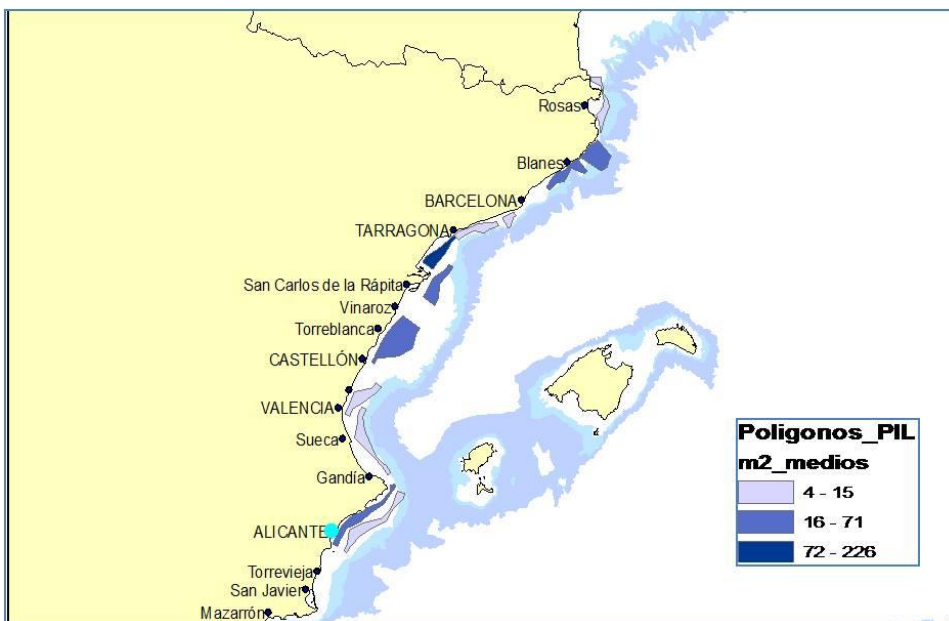 Rosas
Blanes
BARCELONA
TARRAGONA
San Carlos de la Rápita
Vinaroz
Torreblanca
CASTELLÓN
VALENCIA
Sueca
Gandía
ALICANTE
Torrevieja
San Javier
Mazarrón
Poligonos_PIL
m2_medios
4 - 15
16 - 71
72 - 226